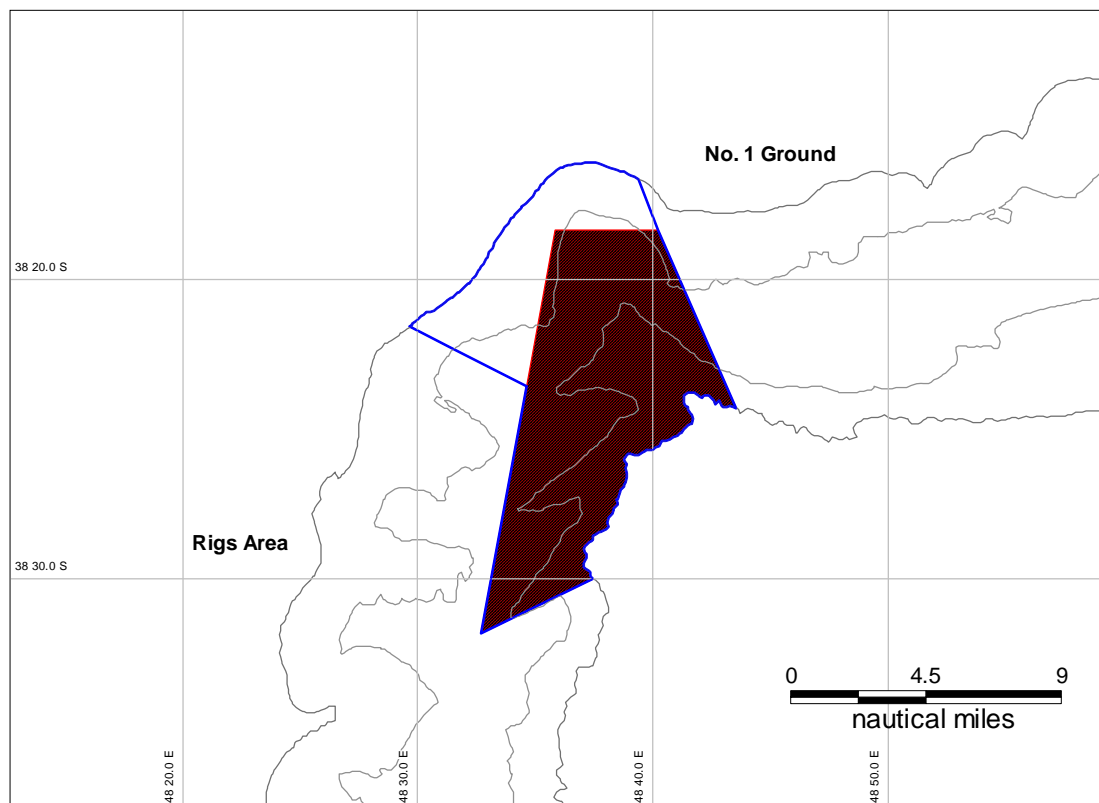 No. 1 Ground
38 20.0 S
Rigs Area
38 30.0 S
0 4.5 9
nautical miles
48 20.0 E
48 30.0 E
48 40.0 E
48 50.0 E